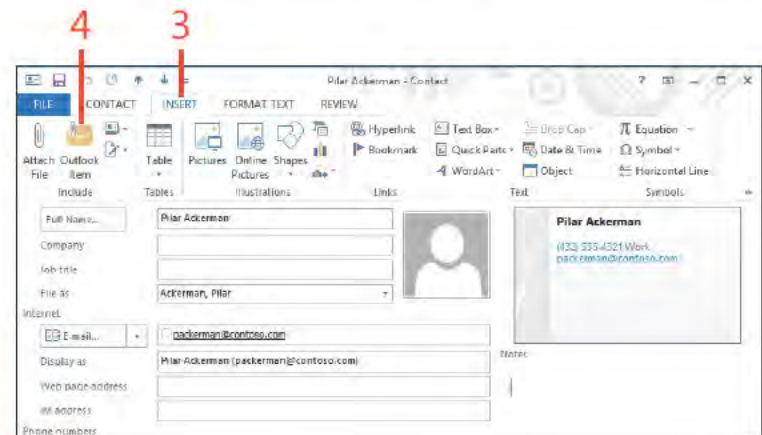 4 3
Pilar Ackerman - Contact
FILE CONTACT INSERT FORMAT TEXT REVIEW
Attach File Outlook Item Table Pictures Online Pictures Shapes Hyperlink Bookmark Text Box Quick Parts WordArt Drop Cap Date & Time Object Equation Symbol Horizontal Line
Include Tables Illustrations Links Text Symbols
Full Name... Pilar Ackerman
Company
Job title
File as Ackerman, Pilar
Internet
E-mail... packerman@contoso.com
Display as Pilar Ackerman (packerman@contoso.com)
Web page address
IM address
Phone numbers
Pilar Ackerman
(432) 555-4321 Work
packerman@contoso.com
Notes